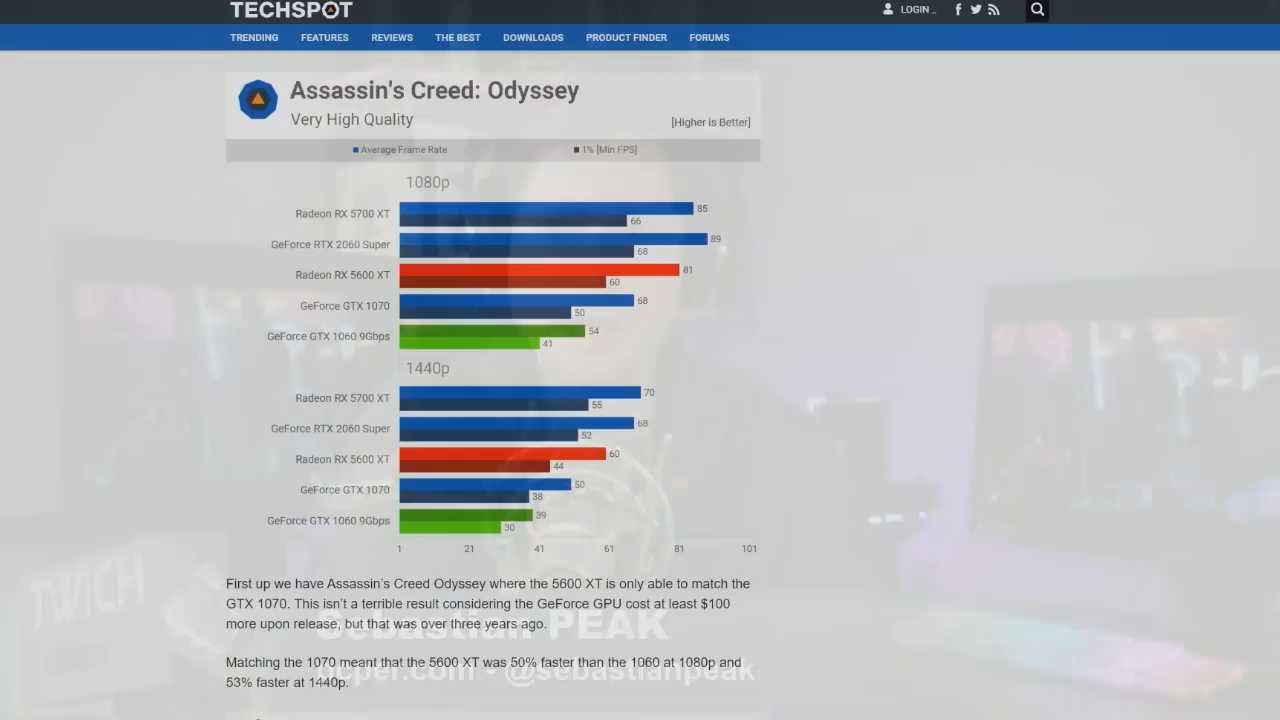 TECHSPOT
LOGIN
TRENDING FEATURES REVIEWS THE BEST DOWNLOADS PRODUCT FINDER FORUMS
Assassin's Creed: Odyssey
Very High Quality
[Higher is Better]
Average Frame Rate 1% [Min FPS]
1080p
Radeon RX 5700 XT 85
66
GeForce RTX 2060 Super 89
68
Radeon RX 5600 XT 81
60
GeForce GTX 1070 68
50
GeForce GTX 1060 9Gbps 54
41
1440p
Radeon RX 5700 XT 70
55
GeForce RTX 2060 Super 68
52
Radeon RX 5600 XT 60
44
GeForce GTX 1070 50
38
GeForce GTX 1060 9Gbps 39
30
1 21 41 61 81 101
First up we have Assassin's Creed Odyssey where the 5600 XT is only able to match the
GTX 1070. This isn't a terrible result considering the GeForce GPU cost at least $100
more upon release, but that was over three years ago.
Matching the 1070 meant that the 5600 XT was 50% faster than the 1060 at 1080p and
53% faster at 1440p.
TWICH
Sebastian PEAK
pcper.com - @sebastianpeak